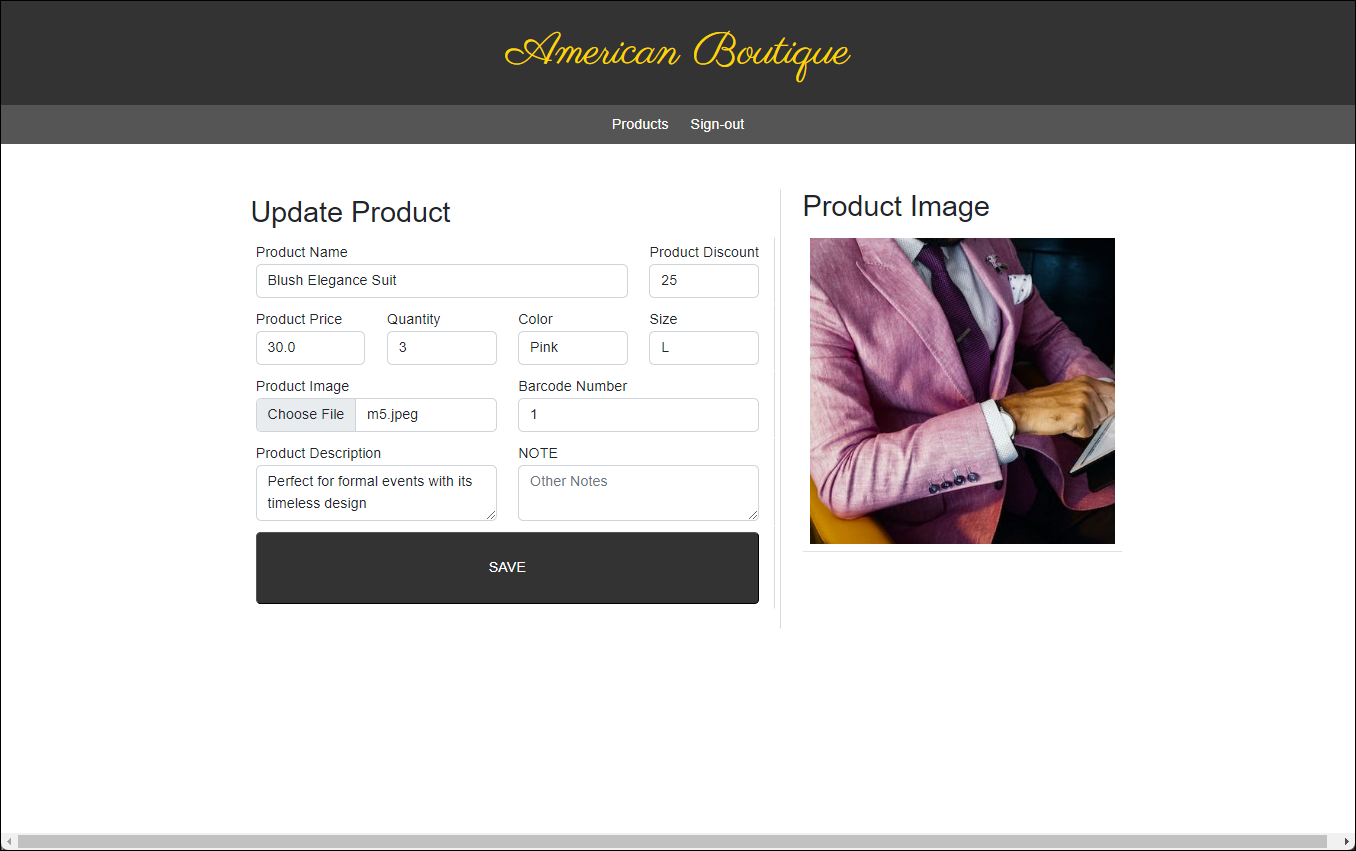 American Boutique
Products Sign-out
Update Product
Product Name Product Discount
Blush Elegance Suit 25
Product Price Quantity Color Size
30.0 3 Pink L
Product Image Barcode Number
Choose File m5.jpeg 1
Product Description NOTE
Perfect for formal events with its
timeless design
Other Notes
SAVE
Product Image